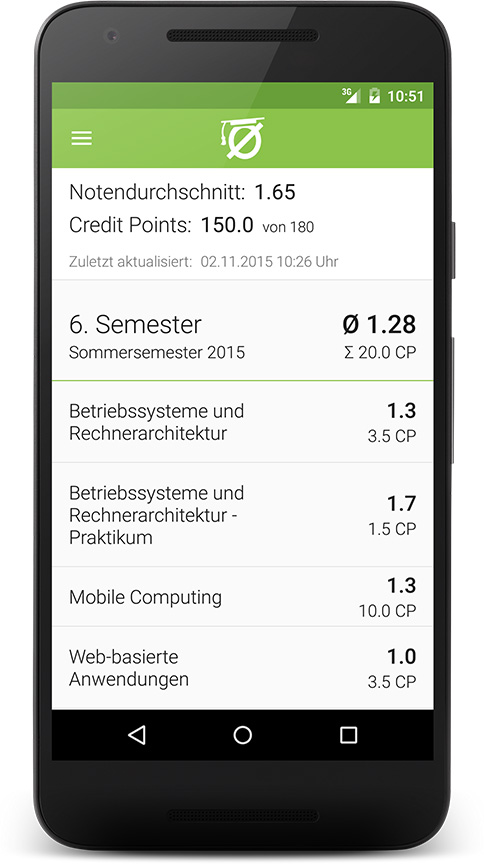 3G 10:51
Notendurchschnitt: 1.65
Credit Points: 150.0 von 180
Zuletzt aktualisiert: 02.11.2015 10:26 Uhr
6. Semester Ø 1.28
Sommersemester 2015 Σ 20.0 CP
Betriebssysteme und 1.3
Rechnerarchitektur 3.5 CP
Betriebssysteme und
Rechnerarchitektur - 1.7
Praktikum 1.5 CP
Mobile Computing 1.3
10.0 CP
Web-basierte 1.0
Anwendungen 3.5 CP